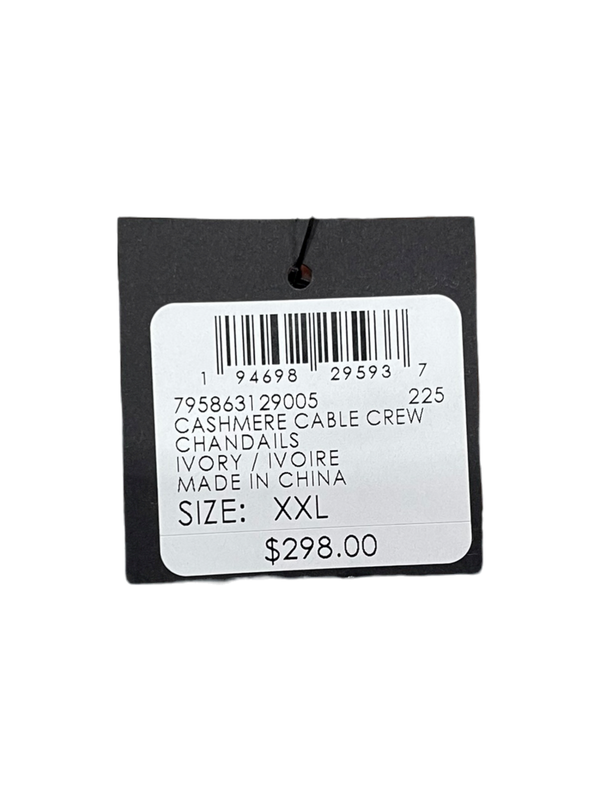 1 94698 29593 7
795863129005 225
CASHMERE CABLE CREW
CHANDAILS
IVORY / IVOIRE
MADE IN CHINA
SIZE: XXL
$298.00